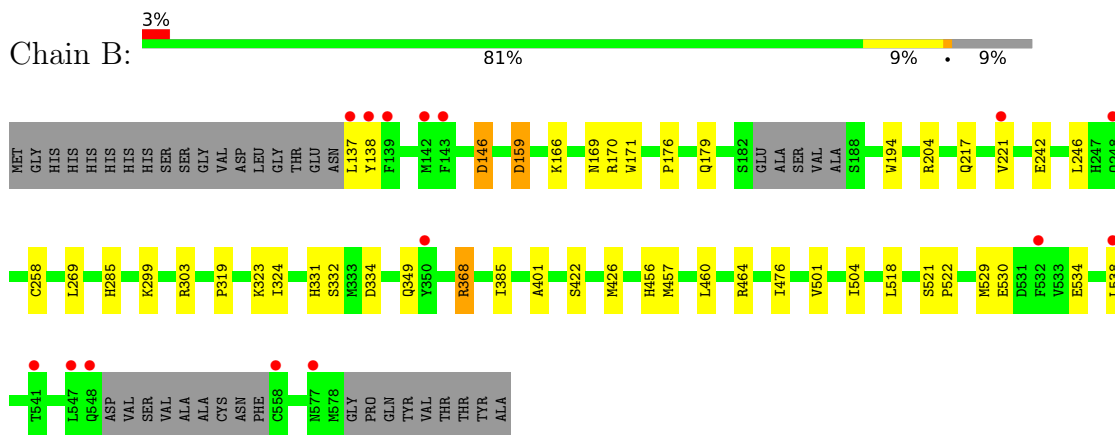 3%
Chain B:
81% 9% • 9%
MET GLY HIS HIS HIS HIS HIS HIS SER SER GLY VAL ASP LEU GLY THR GLU ASN L137 Y138 F139 M142 F143 D146 D159 K166 N169 R170 W171 P176 Q179 S182 GLU ALA SER VAL ALA S188 W194 R204 Q217 V221 E242 L246 H247
C258 L269 H285 K299 R303 P319 K323 I324 H331 S332 M333 D334 Q349 Y350 R368 I385 A401 S422 M426 H456 M457 L460 R464 I476 V501 I504 L518 S521 P522 M529 E530 D531 F532 V533 E534 L538
T541 L547 Q548 ASP VAL SER VAL ALA ALA CYS ASN PHE C558 N577 M578 GLY PRO GLN TYR VAL THR THR TYR ALA